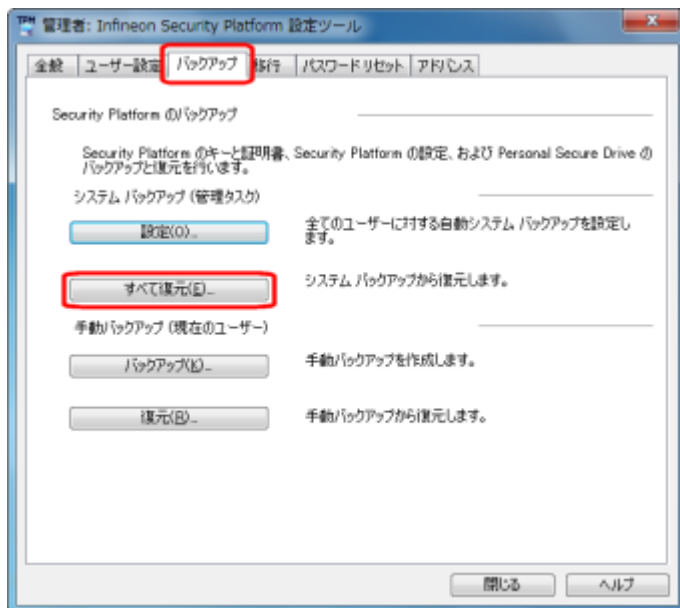 管理者: Infineon Security Platform 設定ツール
全般 ユーザー設定 バックアップ 移行 パスワード リセット アドバンス
Security Platform のバックアップ
Security Platform のキーと証明書、Security Platform の設定、および Personal Secure Drive の
バックアップと復元を行います。
システム バックアップ (管理タスク)
設定(O)...
全てのユーザーに対する自動システム バックアップを設定し
ます。
すべて復元(E)...
システム バックアップから復元します。
手動バックアップ (現在のユーザー)
バックアップ(K)...
手動バックアップを作成します。
復元(R)...
手動バックアップから復元します。
閉じる ヘルプ